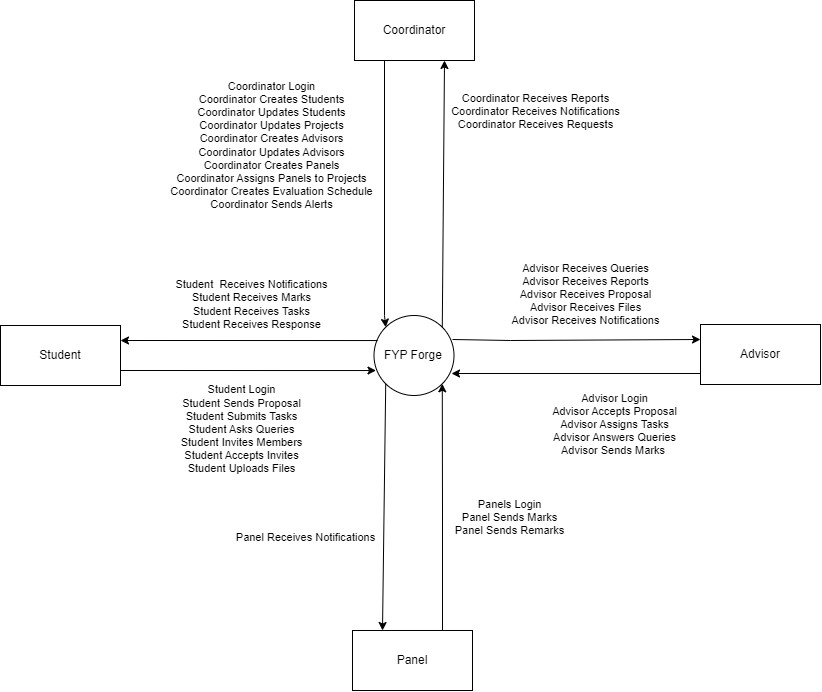 Coordinator
Coordinator Login
Coordinator Creates Students
Coordinator Updates Students
Coordinator Updates Projects
Coordinator Creates Advisors
Coordinator Updates Advisors
Coordinator Creates Panels
Coordinator Assigns Panels to Projects
Coordinator Creates Evaluation Schedule
Coordinator Sends Alerts
Coordinator Receives Reports
Coordinator Receives Notifications
Coordinator Receives Requests
Student Receives Notifications
Student Receives Marks
Student Receives Tasks
Student Receives Response
Advisor Receives Queries
Advisor Receives Reports
Advisor Receives Proposal
Advisor Receives Files
Advisor Receives Notifications
Student
FYP Forge
Advisor
Student Login
Student Sends Proposal
Student Submits Tasks
Student Asks Queries
Student Invites Members
Student Accepts Invites
Student Uploads Files
Advisor Login
Advisor Accepts Proposal
Advisor Assigns Tasks
Advisor Answers Queries
Advisor Sends Marks
Panel Receives Notifications
Panels Login
Panel Sends Marks
Panel Sends Remarks
Panel